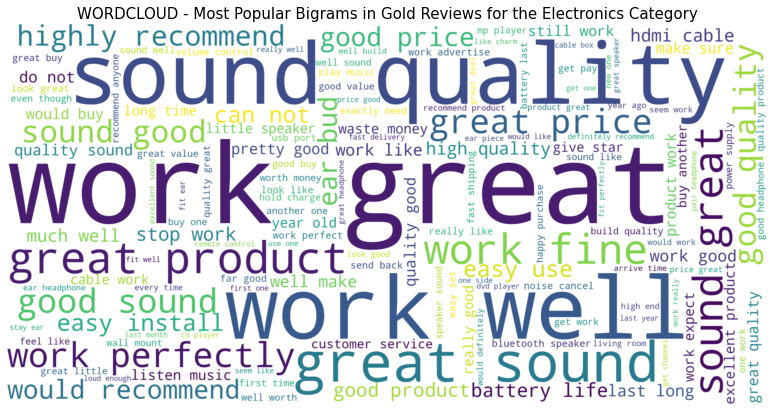 WORDCLOUD - Most Popular Bigrams in Gold Reviews for the Electronics Category
highly recommend
good price
mp player
like charm
still work
hdmi cable
sound well
volume control
really well
well build
work advertise
cable box
make sure
great buy
recommend anyone
sound quality
battery last
new one
great speaker
do not
look great
play music
well sound
great deal
get pay
even though
long time
can not
good value
price good
get one
would buy
exactly need
recommend product
product great
year ago
seem work
sound good
little speaker
usb port
ear bud
waste money
fast delivery
great price
ear piece
would like
definitely recommend
quality sound
great value
pretty good
work like
high quality
give star
sound like
buy another
power supply
good quality
quality product
good headphone
excellent sound
fit ear
quality great
good buy
worth money
look like
hold charge
great headphone
work great
fast shipping
fit perfectly
product work
pair headphone
much well
stop work
buy one
another one
year old
work perfect
quality good
really like
happy purchase
build quality
would work
sound great
great product
fit well
remote control
use one
look good
send back
work fine
work good
cable work
far good
well make
easy use
one side
dvd player
noise cancel
arrive time
price great
ear headphone
every time
first one
speaker sound
easy set
really good
high end
last year
work really
work expect
excellent product
good sound
work well
stay ear
easy install
last month
cd player
wall mount
customer service
would definitely
get work
bluetooth speaker
living room
get channel
one work
great quality
feel like
work perfectly
listen music
great little
loud enough
seem like
first time
great sound
would recommend
well worth
good product
battery life
last long